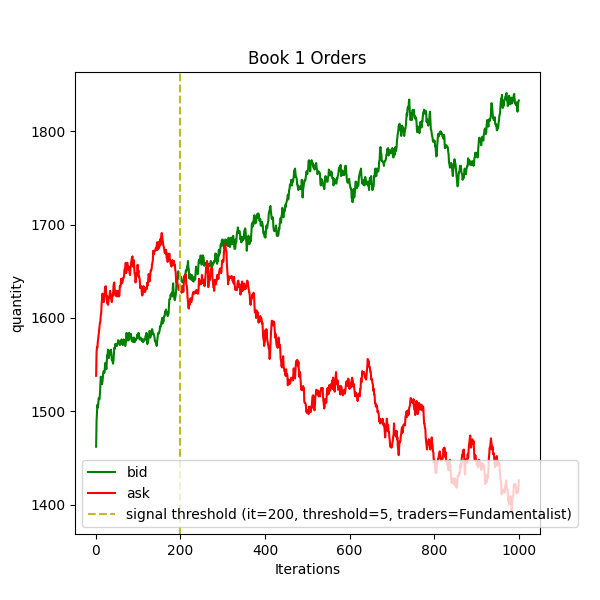 Book 1 Orders
quantity
1800
1700
1600
1500
1400
bid
ask
signal threshold (it=200, threshold=5, traders=Fundamentalist)
0 200 400 600 800 1000
Iterations